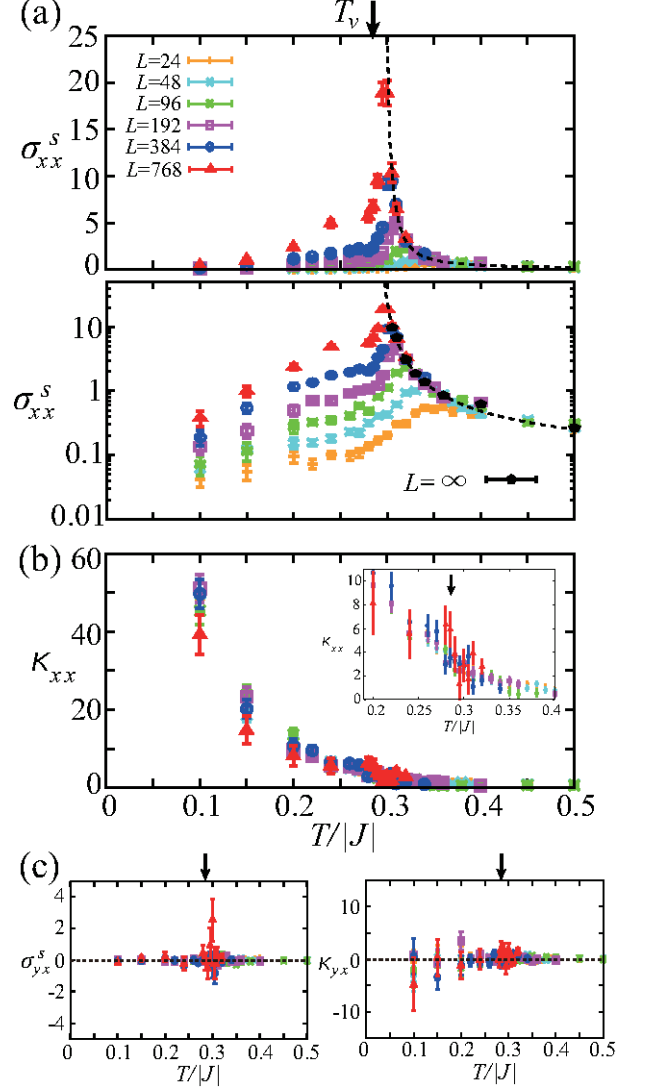 (a)
T_v
25
20
15
10
5
0
σ_xx^s
L=24
L=48
L=96
L=192
L=384
L=768
10
1
0.1
0.01
σ_xx^s
L= ∞
(b)
60
50
40
30
20
10
0
κ_xx
10
8
6
4
2
0
κ_xx
0.2 0.25 0.3 0.35 0.4
T/|J|
0 0.1 0.2 0.3 0.4 0.5
T/|J|
(c)
4
2
0
-2
-4
σ_yx^s
0 0.1 0.2 0.3 0.4 0.5
T/|J|
10
0
-10
κ_yx
0 0.1 0.2 0.3 0.4 0.5
T/|J|